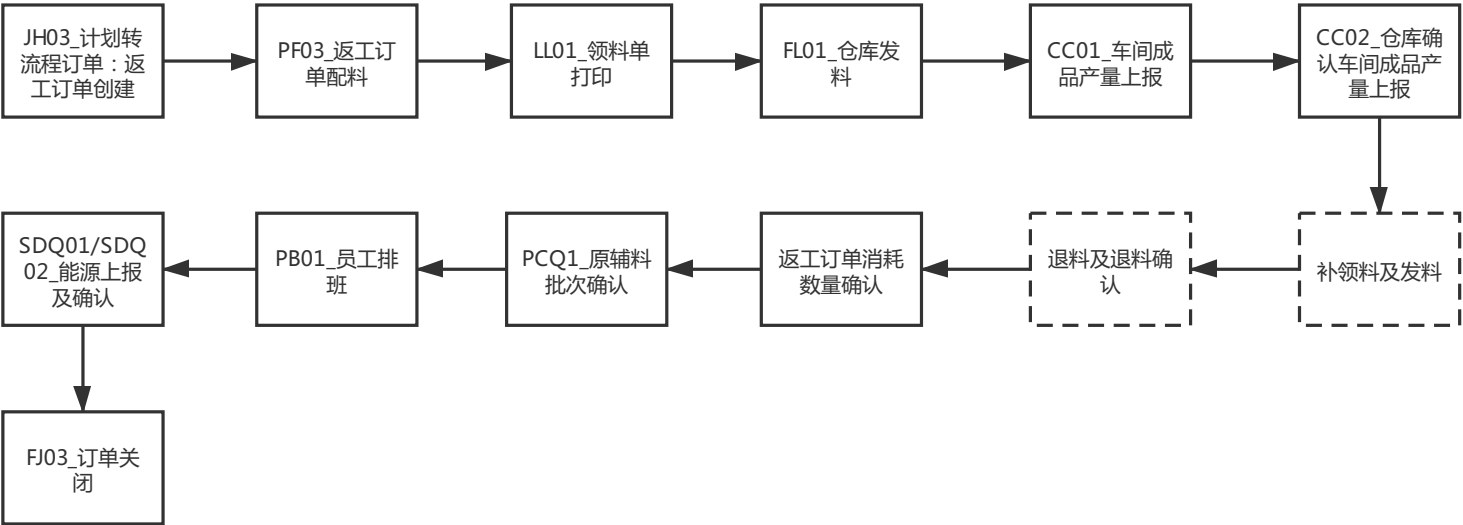 JH03_计划转
流程订单：返
工订单创建
PF03_返工订
单配料
LL01_领料单
打印
FL01_仓库发
料
CC01_车间成
品产量上报
CC02_仓库确
认车间成品产
量上报
SDQ01/SDQ
02_能源上报
及确认
PB01_员工排
班
PCQ1_原辅料
批次确认
返工订单消耗
数量确认
退料及退料确
认
补领料及发料
FJ03_订单关
闭